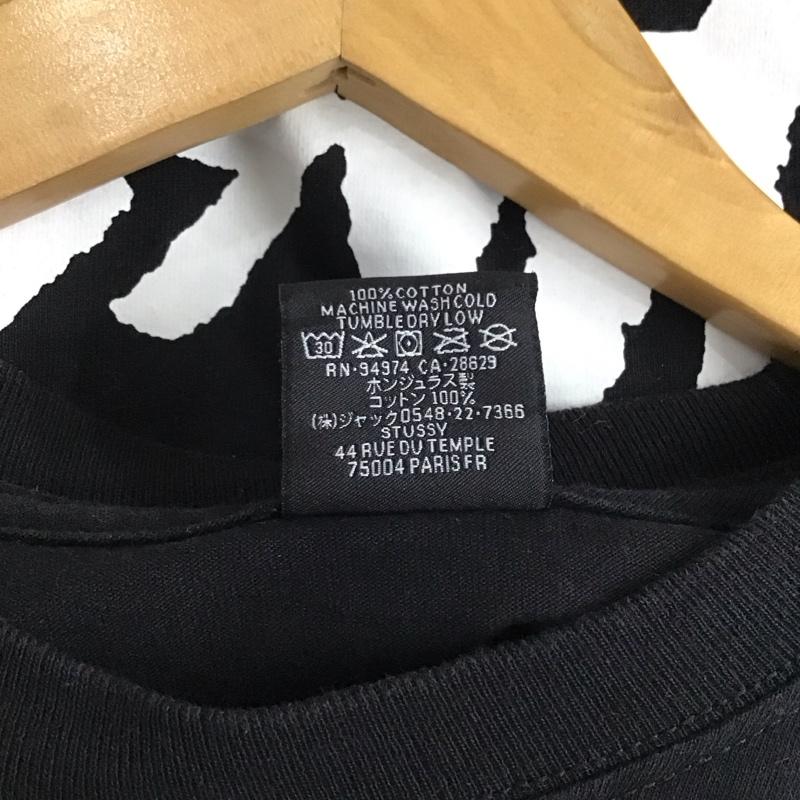 100% COTTON
MACHINE WASH COLD
TUMBLE DRY LOW
30
RN·94974 CA·28629
ホンジュラス製
コットン 100%
(株)ジャック0548·22·7366
STUSSY
44 RUE DU TEMPLE
75004 PARIS FR